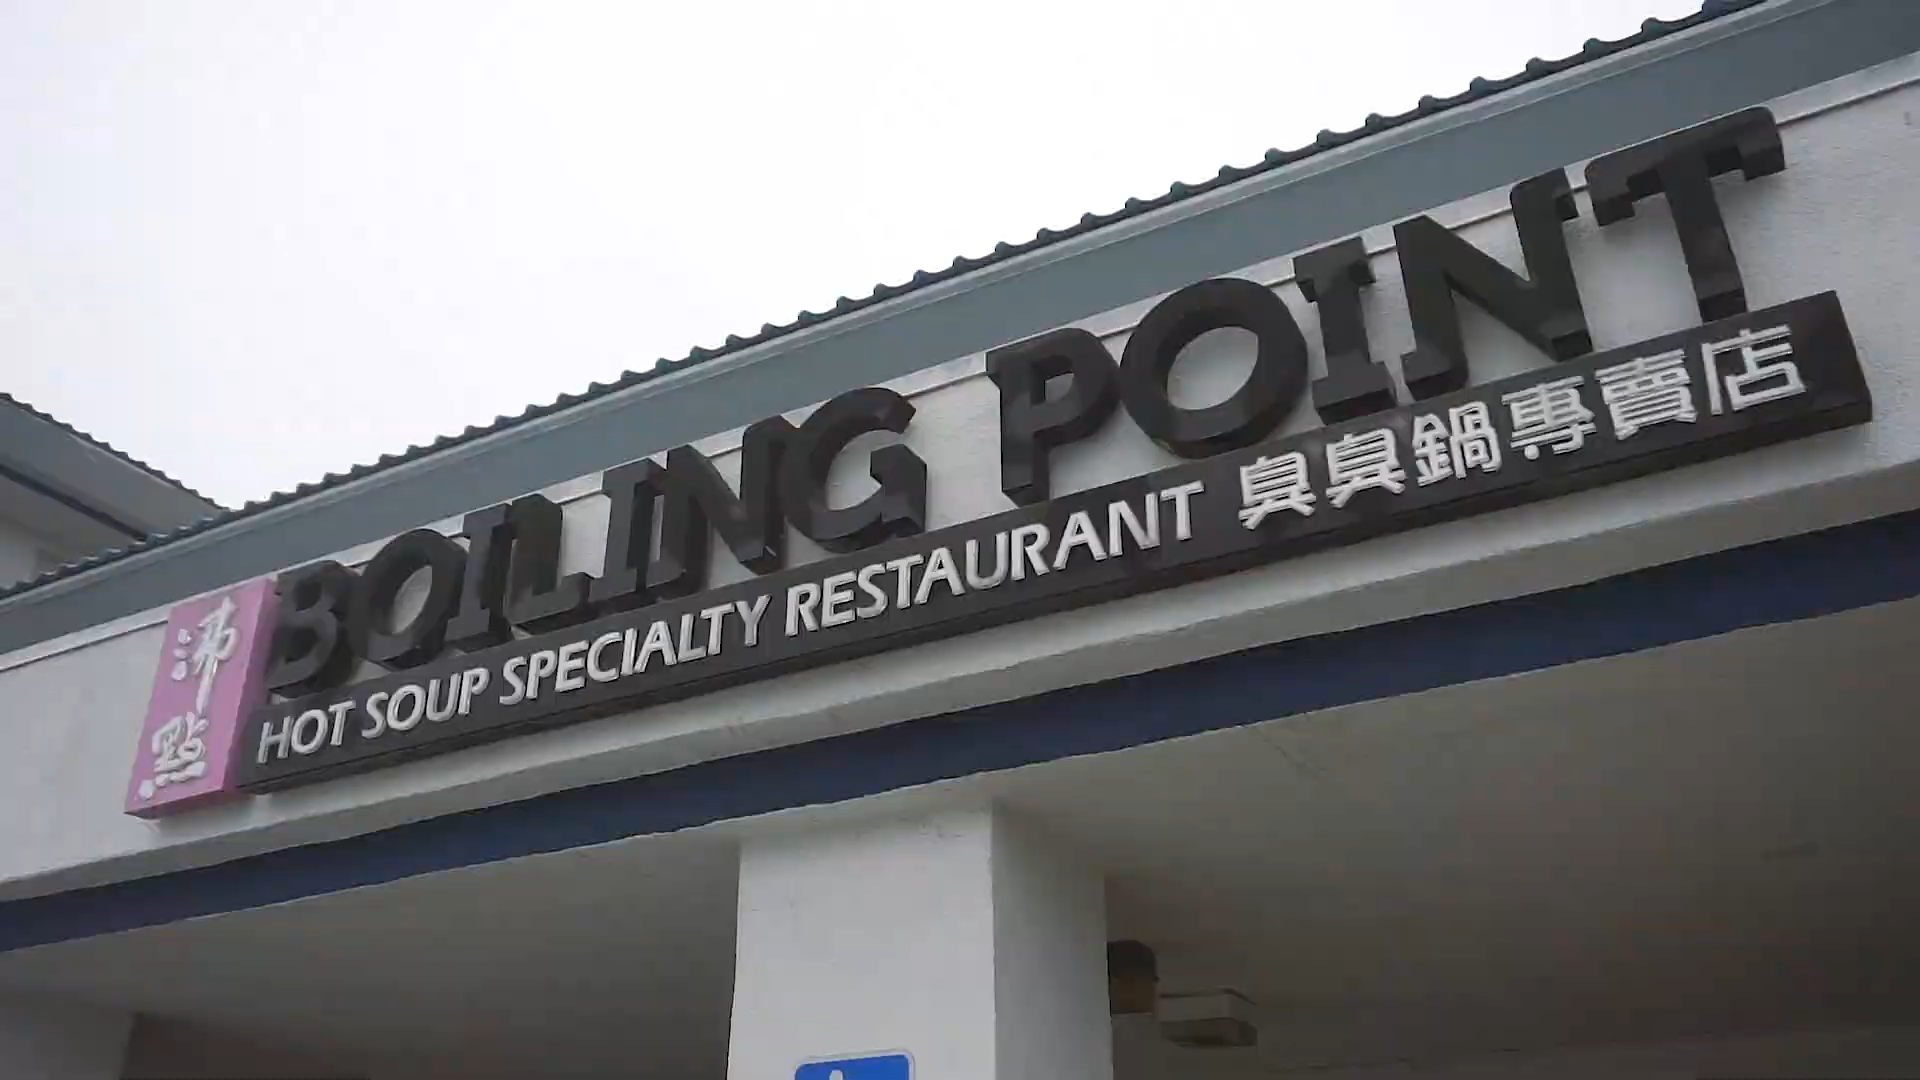 沸點
BOILING POINT
HOT SOUP SPECIALTY RESTAURANT 臭臭鍋專賣店